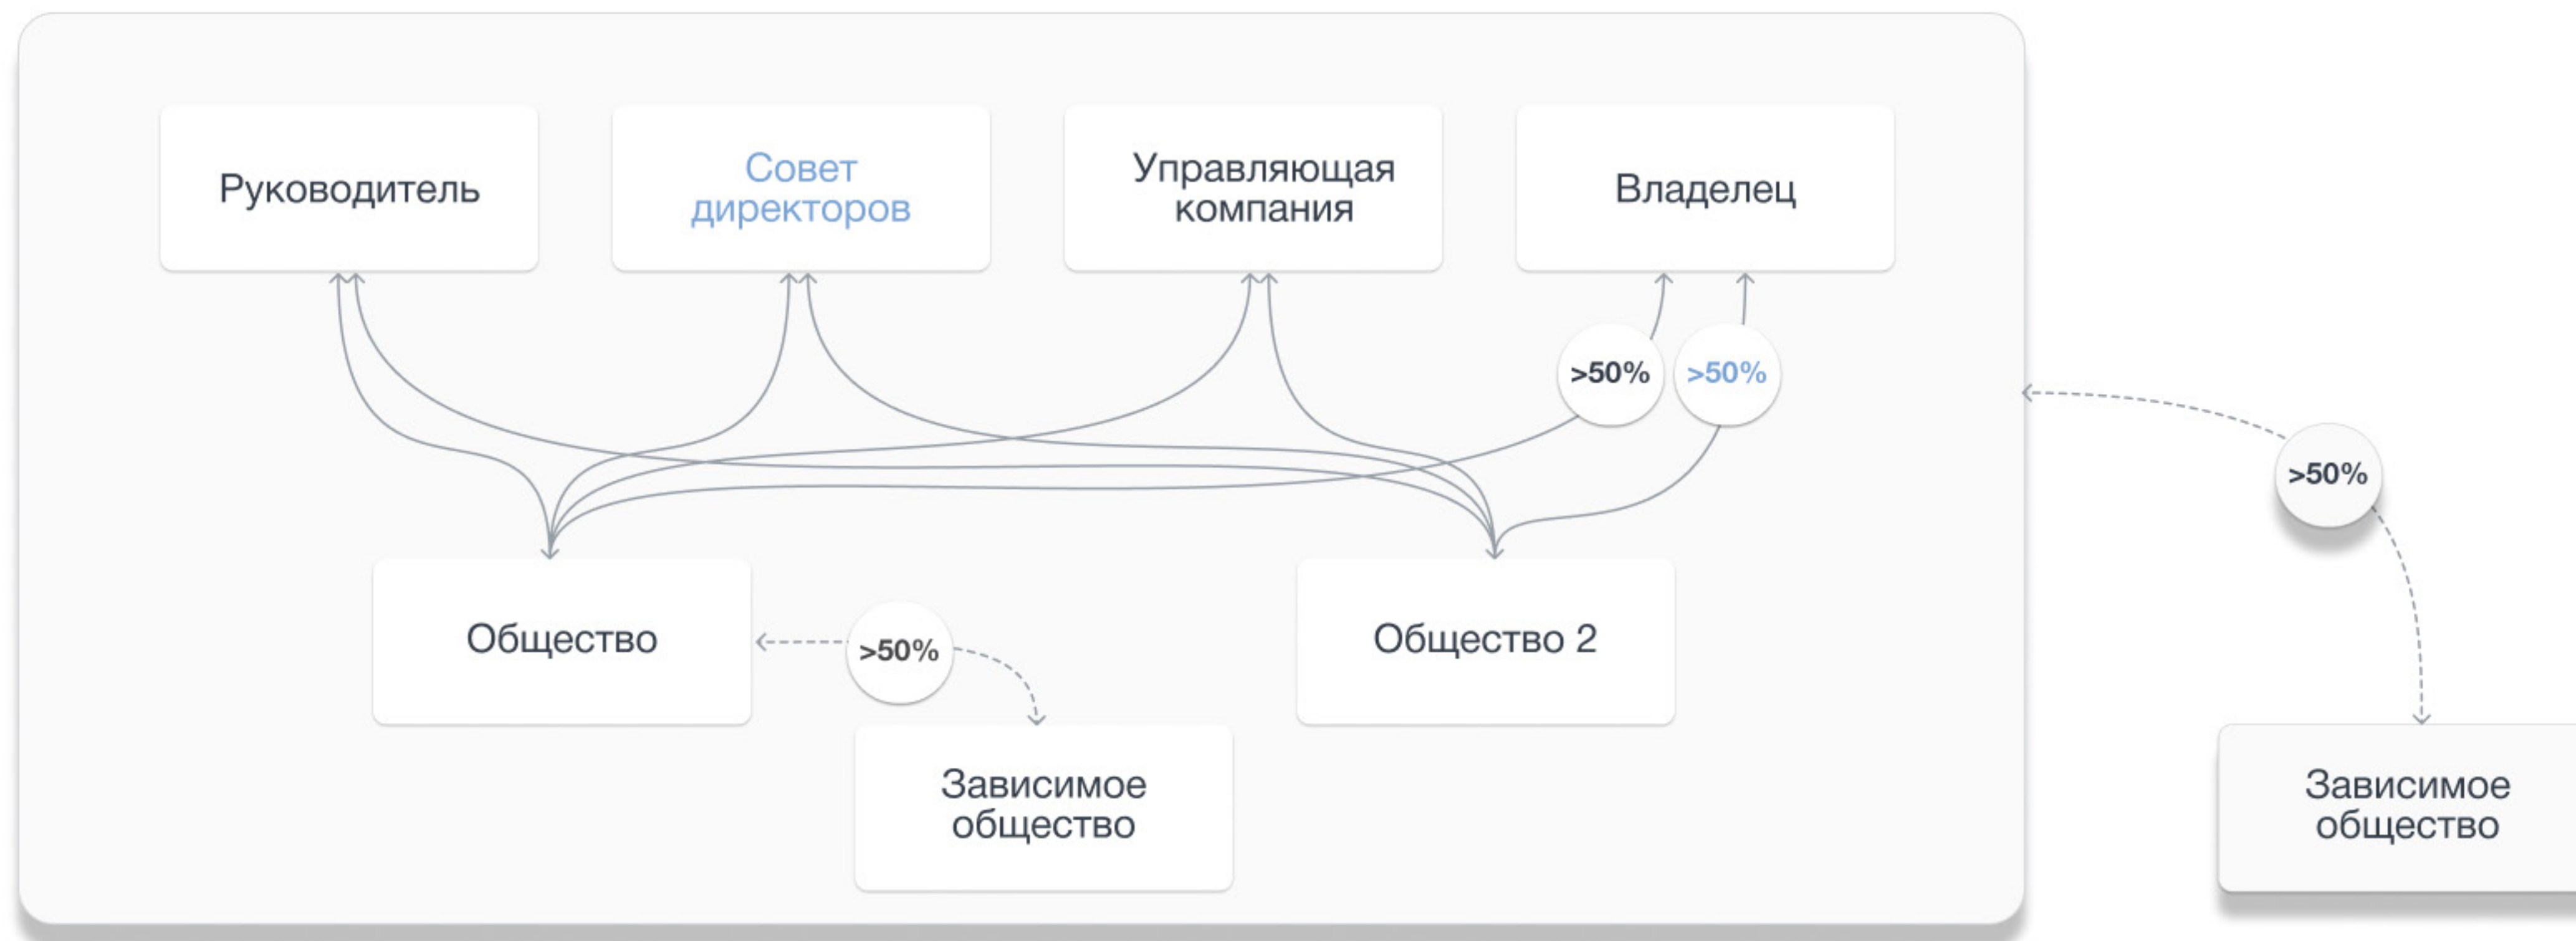 Руководитель
Совет
директоров
Управляющая
компания
Владелец
>50%
>50%
>50%
Общество
>50%
Общество 2
Зависимое
общество
Зависимое
общество